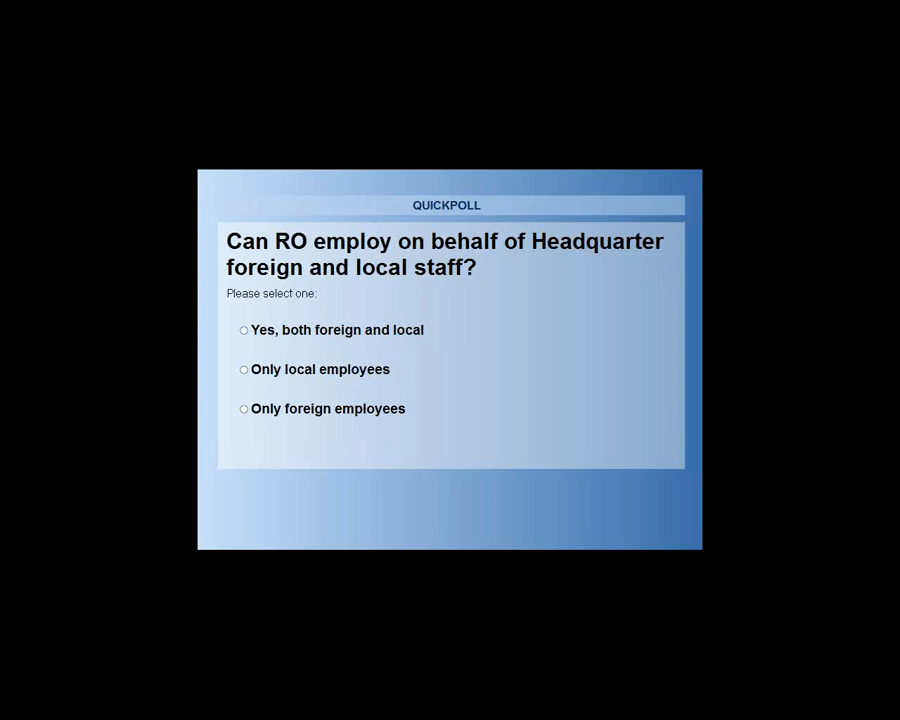 QUICKPOLL
Can RO employ on behalf of Headquarter
foreign and local staff?
Please select one:
Yes, both foreign and local
Only local employees
Only foreign employees